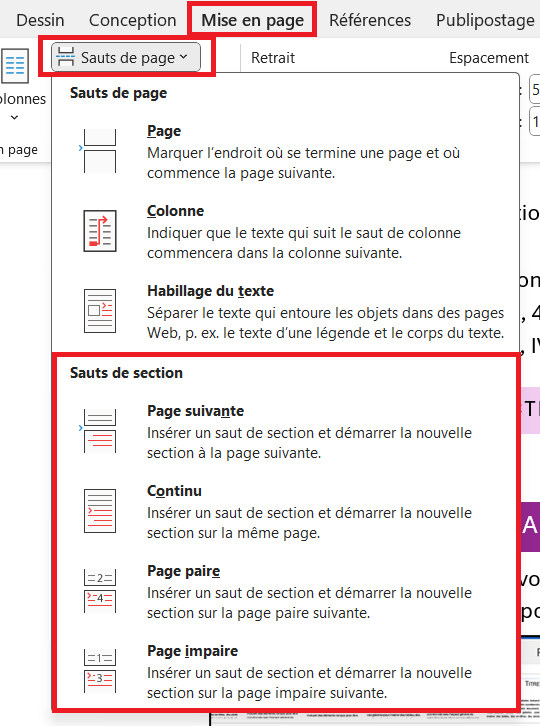 Dessin Conception Mise en page Références Publipostage
Sauts de page Retrait Espacement
olonnes
n page
Sauts de page
Page
Marquer l’endroit où se termine une page et où
commence la page suivante.
Colonne
Indiquer que le texte qui suit le saut de colonne
commencera dans la colonne suivante.
Habillage du texte
Séparer le texte qui entoure les objets dans des pages
Web, p. ex. le texte d’une légende et le corps du texte.
Sauts de section
Page suivante
Insérer un saut de section et démarrer la nouvelle
section à la page suivante.
Continu
Insérer un saut de section et démarrer la nouvelle
section sur la même page.
Page paire
Insérer un saut de section et démarrer la nouvelle
section sur la page paire suivante.
Page impaire
Insérer un saut de section et démarrer la nouvelle
section sur la page impaire suivante.